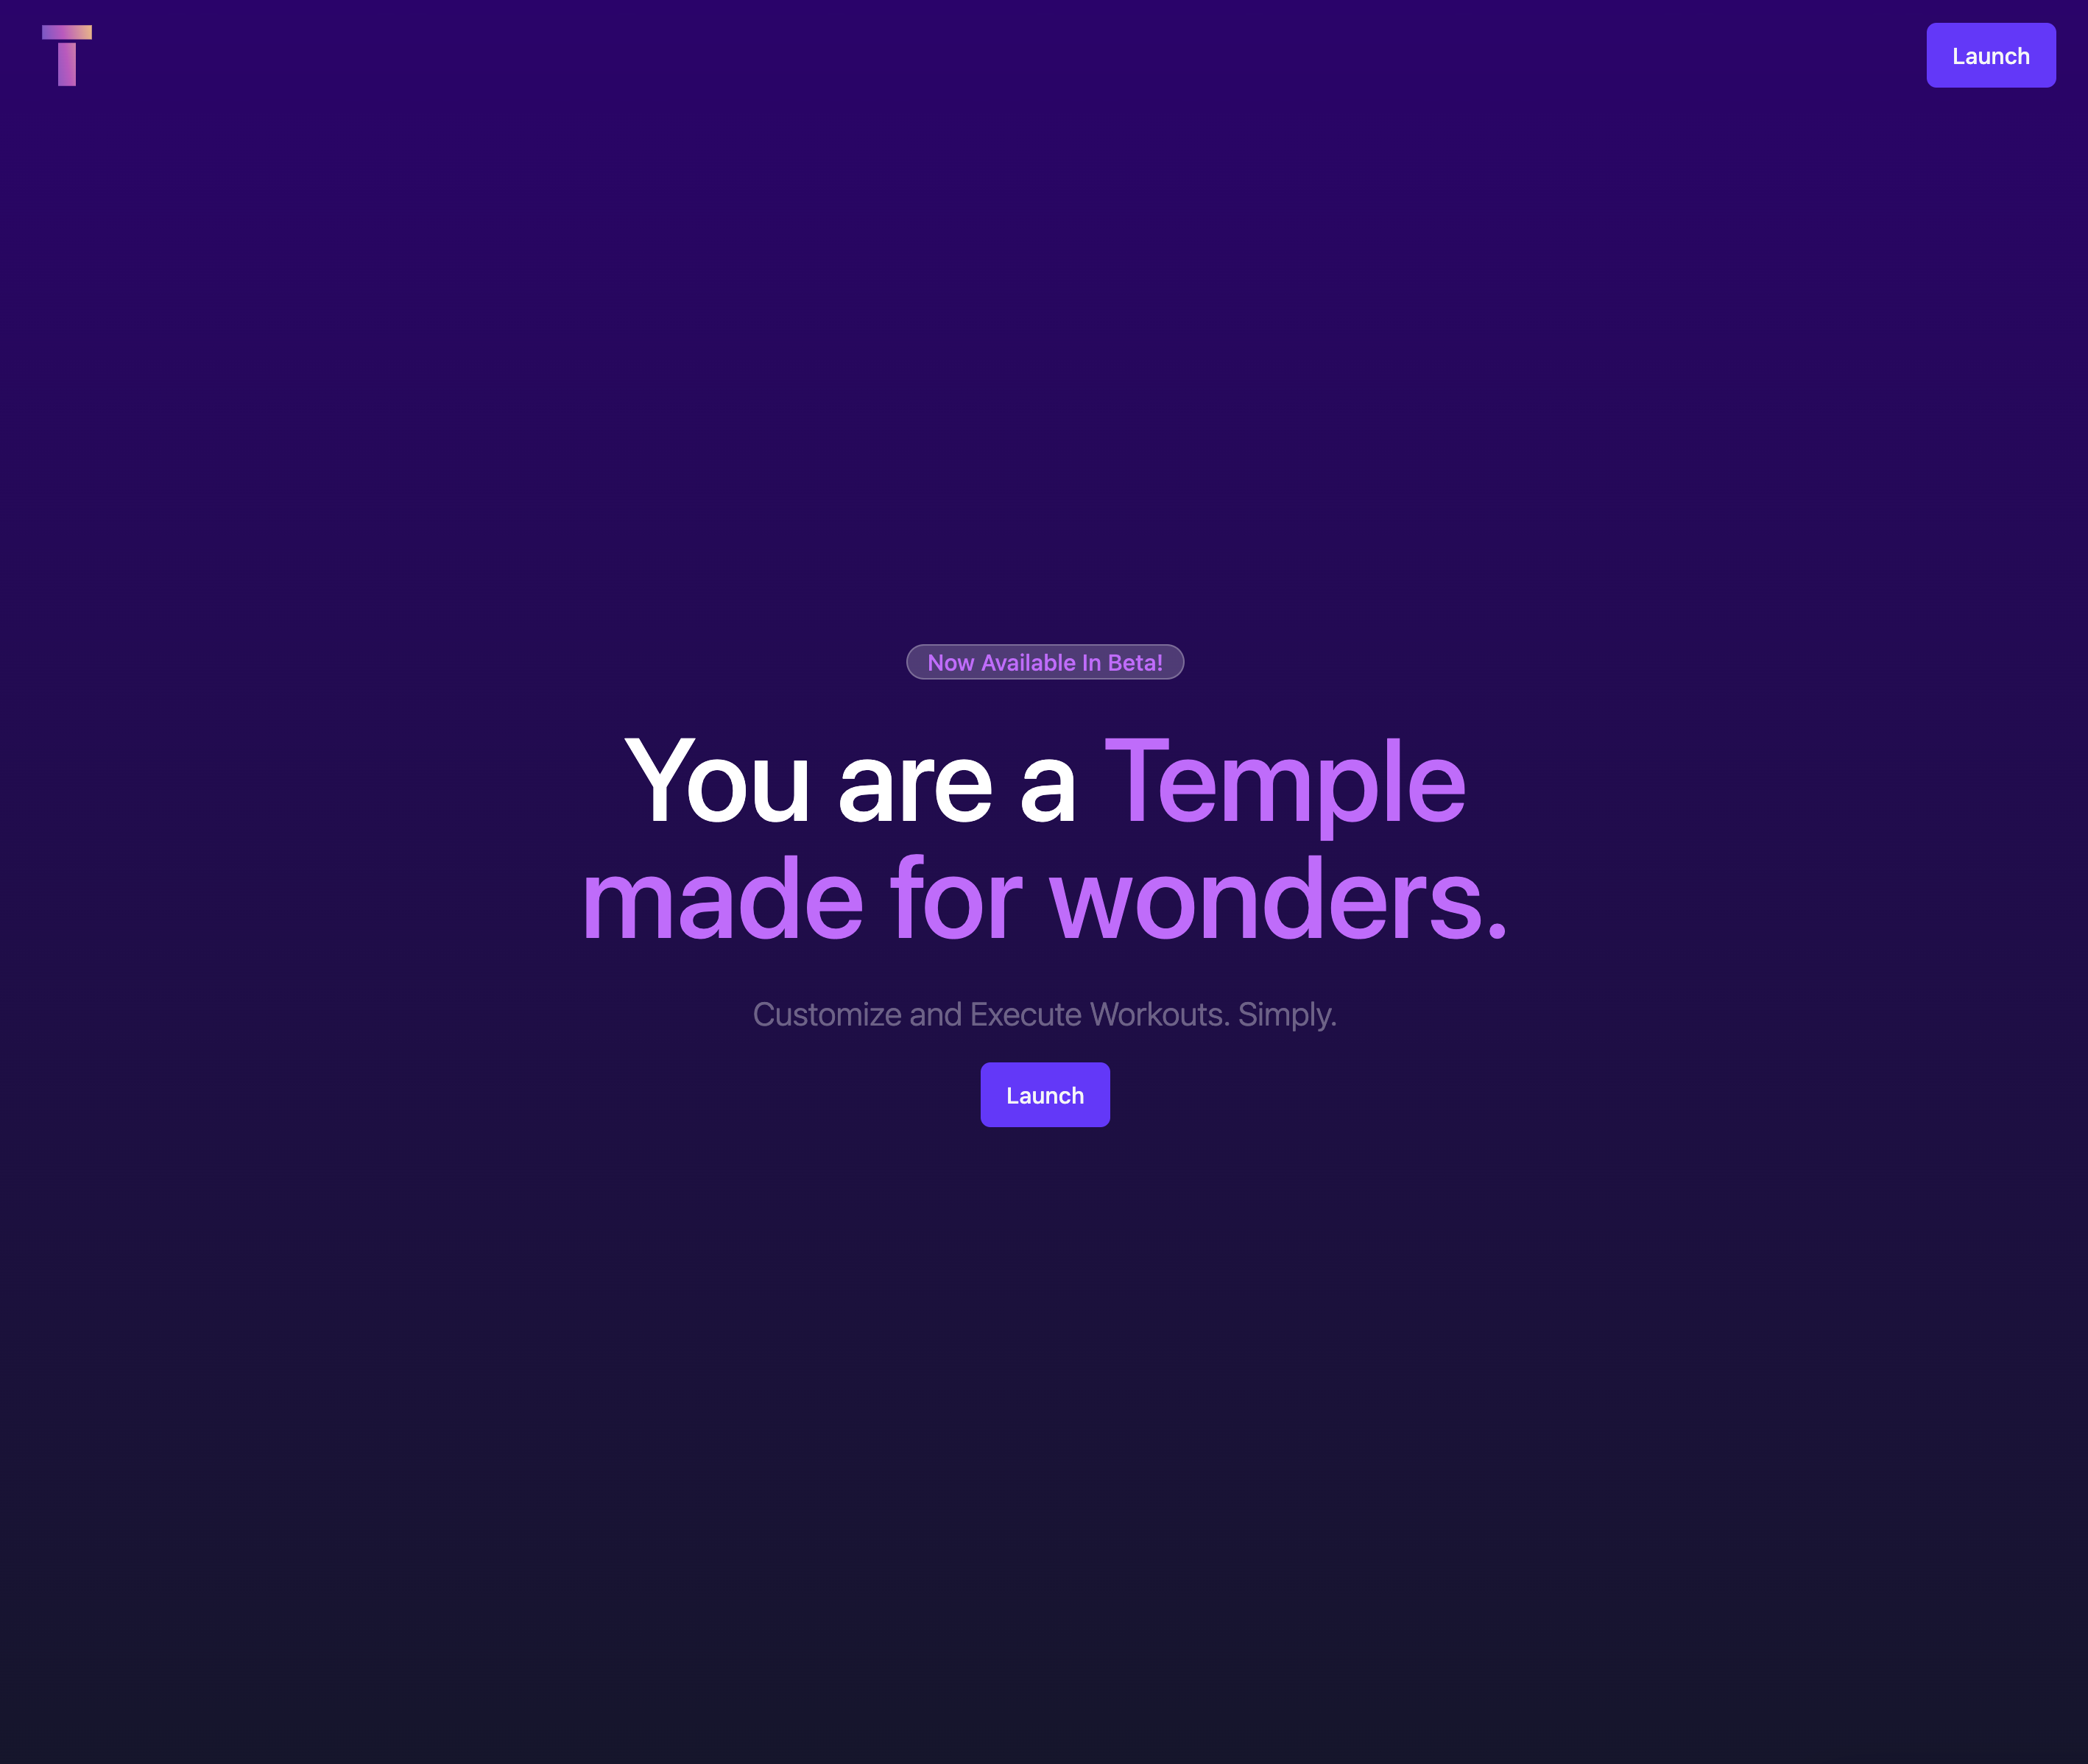 T
Launch
Now Available In Beta!
You are a Temple
made for wonders.
Customize and Execute Workouts. Simply.
Launch